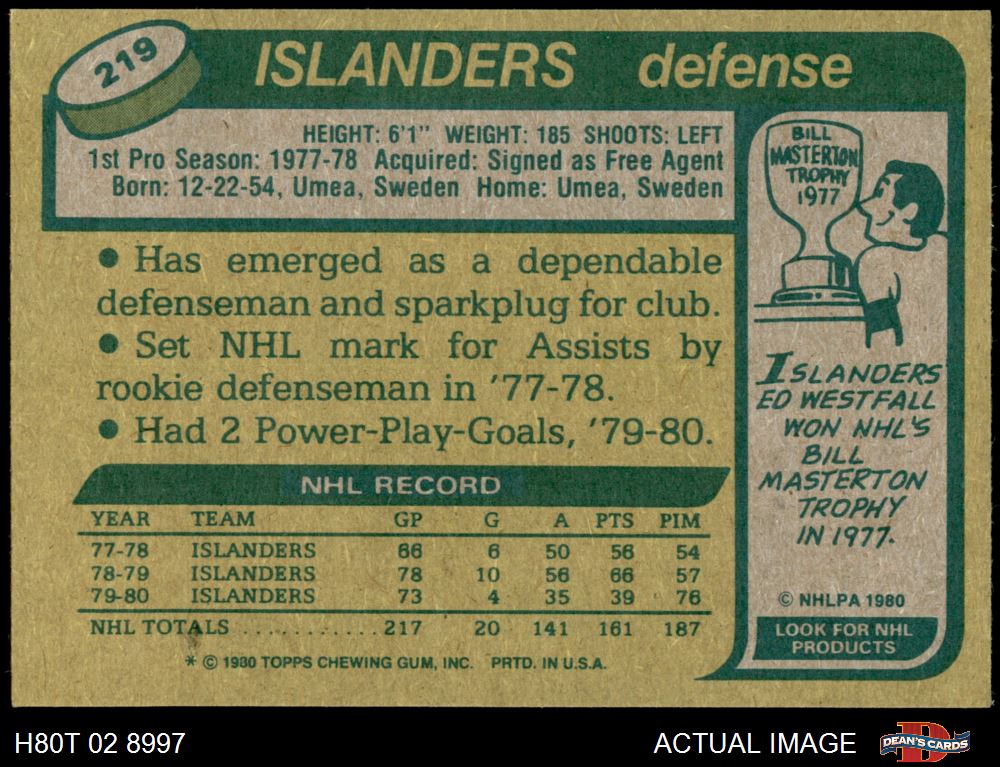 219
ISLANDERS defense
HEIGHT: 6'1" WEIGHT: 185 SHOOTS: LEFT
1st Pro Season: 1977-78 Acquired: Signed as Free Agent
Born: 12-22-54, Umea, Sweden Home: Umea, Sweden
• Has emerged as a dependable
defenseman and sparkplug for club.
• Set NHL mark for Assists by
rookie defenseman in '77-78.
• Had 2 Power-Play-Goals, '79-80.
NHL RECORD
YEAR TEAM GP G A PTS PIM
77-78 ISLANDERS 66 6 50 56 54
78-79 ISLANDERS 78 10 56 66 57
79-80 ISLANDERS 73 4 35 39 76
NHL TOTALS ........... 217 20 141 161 187
* © 1980 TOPPS CHEWING GUM, INC. PRTD. IN U.S.A.
BILL
MASTERTON
TROPHY
1977
ISLANDERS
ED WESTFALL
WON NHL'S
BILL
MASTERTON
TROPHY
IN 1977.
© NHLPA 1980
LOOK FOR NHL
PRODUCTS
H80T 02 8997
ACTUAL IMAGE
D
DEAN'S CARDS